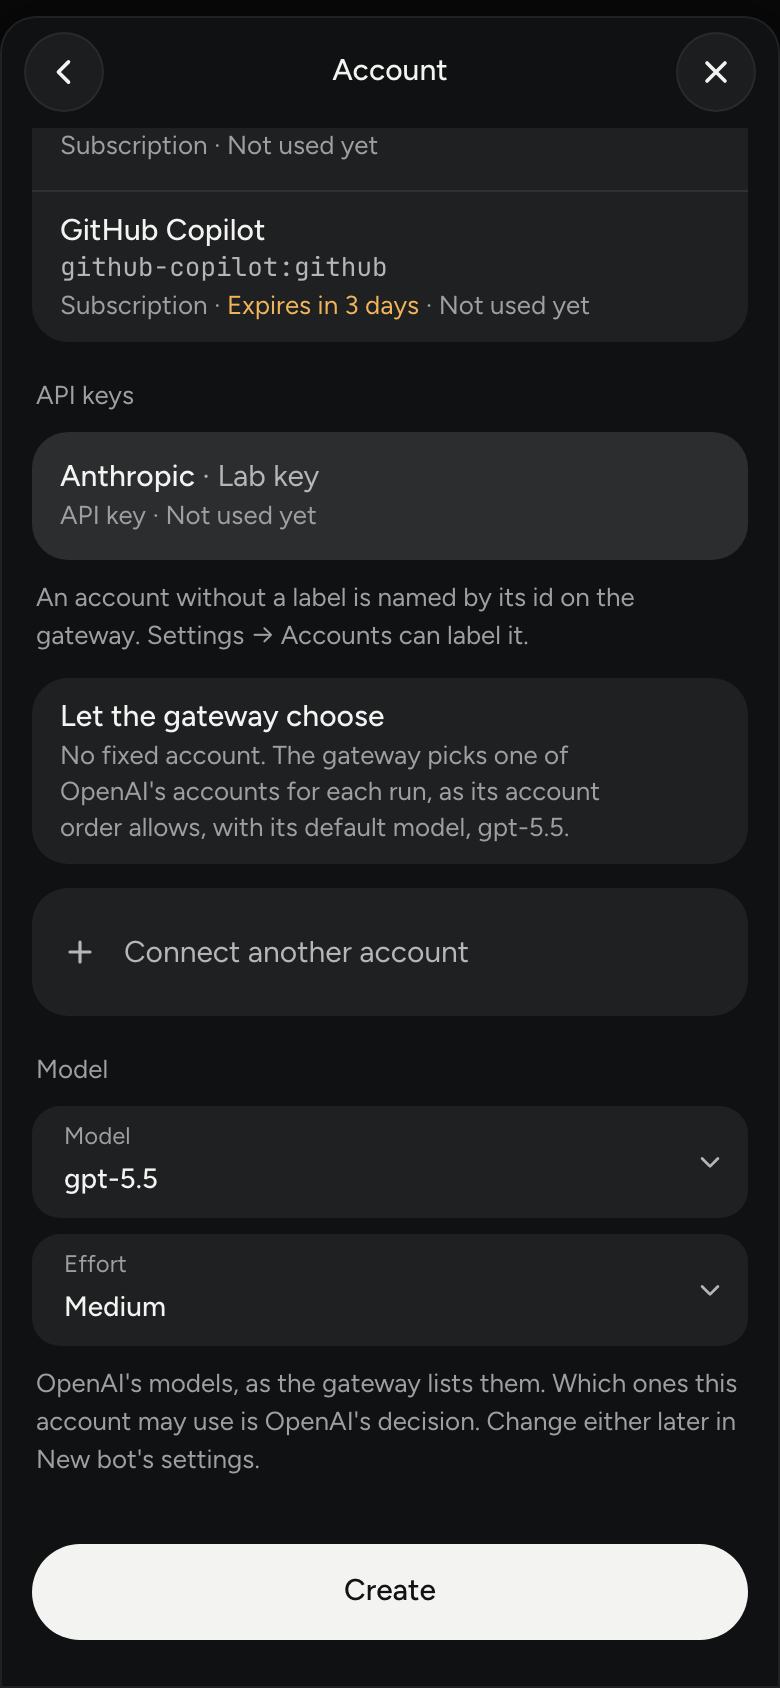 Account
Subscription · Not used yet
GitHub Copilot
github-copilot:github
Subscription · Expires in 3 days · Not used yet
API keys
Anthropic · Lab key
API key · Not used yet
An account without a label is named by its id on the
gateway. Settings → Accounts can label it.
Let the gateway choose
No fixed account. The gateway picks one of
OpenAI's accounts for each run, as its account
order allows, with its default model, gpt-5.5.
Connect another account
Model
Model
gpt-5.5
Effort
Medium
OpenAI's models, as the gateway lists them. Which ones this
account may use is OpenAI's decision. Change either later in
New bot's settings.
Create